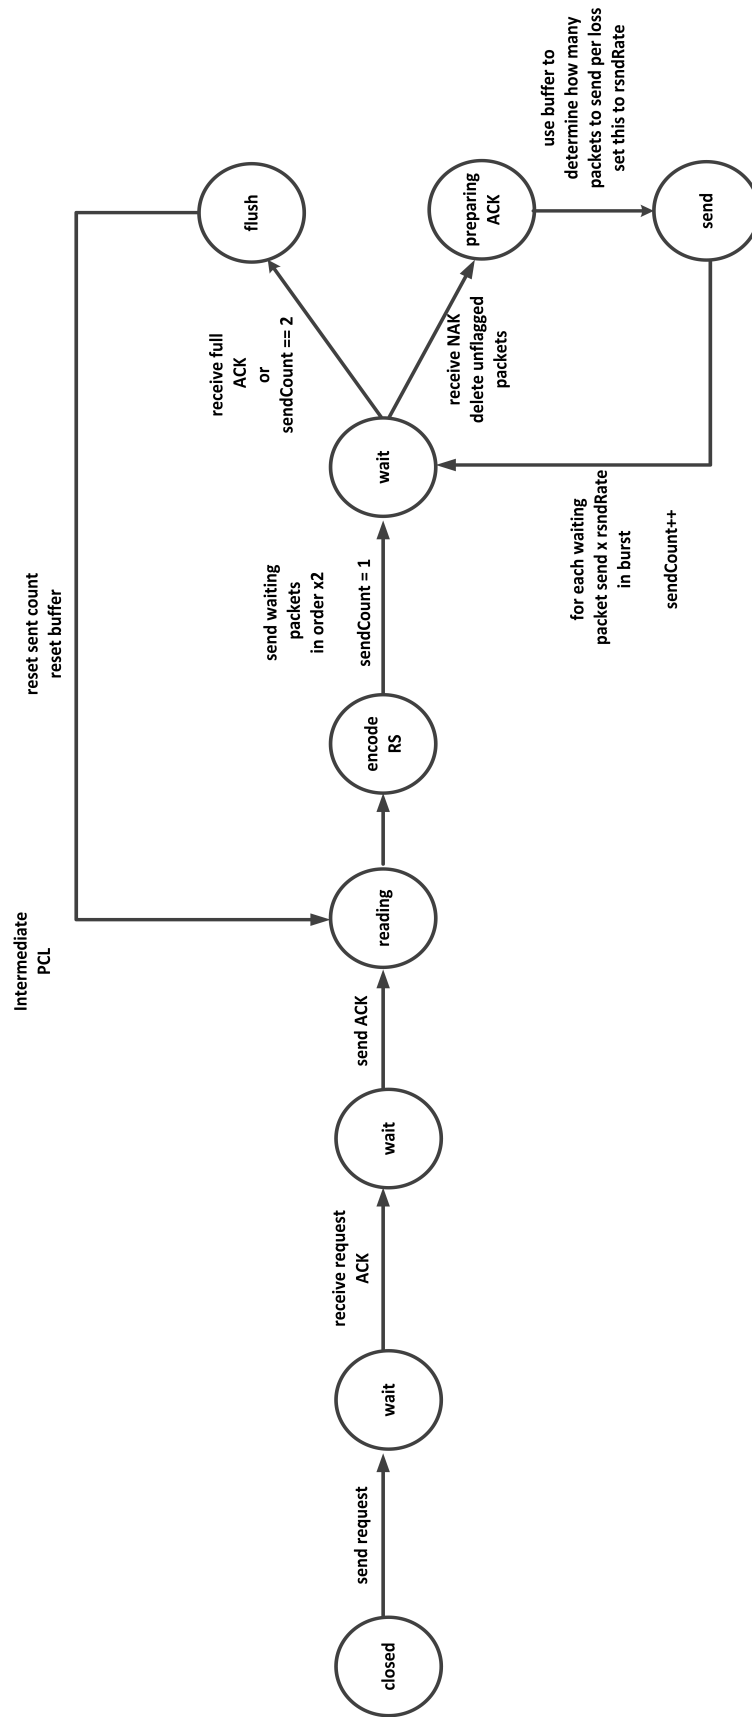 Intermediate
PCL
reset sent count
reset buffer
closed
send request
wait
receive request
ACK
wait
send ACK
reading
encode
RS
send waiting
packets
in order x2
sendCount = 1
wait
receive full
ACK
or
sendCount == 2
flush
receive NAK
delete unflagged
packets
preparing
ACK
use buffer to
determine how many
packets to send per loss
set this to rsndRate
send
for each waiting
packet send x rsndRate
in burst
sendCount++